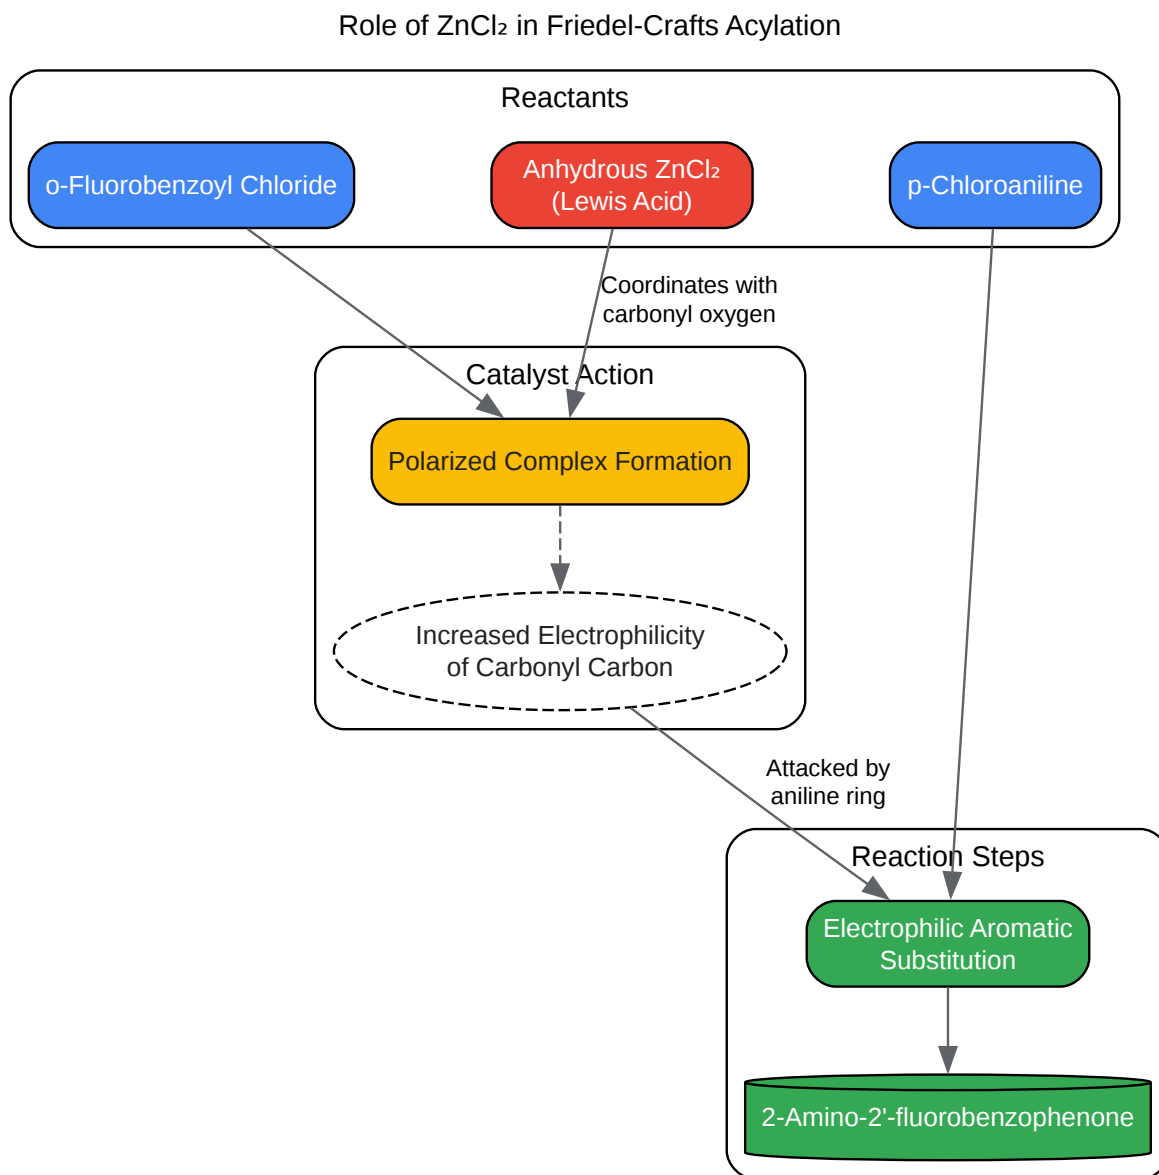 Role of ZnCl₂ in Friedel-Crafts Acylation
Reactants
o-Fluorobenzoyl Chloride
Anhydrous ZnCl₂
(Lewis Acid)
p-Chloroaniline
Coordinates with
carbonyl oxygen
Catalyst Action
Polarized Complex Formation
Increased Electrophilicity
of Carbonyl Carbon
Attacked by
aniline ring
Reaction Steps
Electrophilic Aromatic
Substitution
2-Amino-2'-fluorobenzophenone